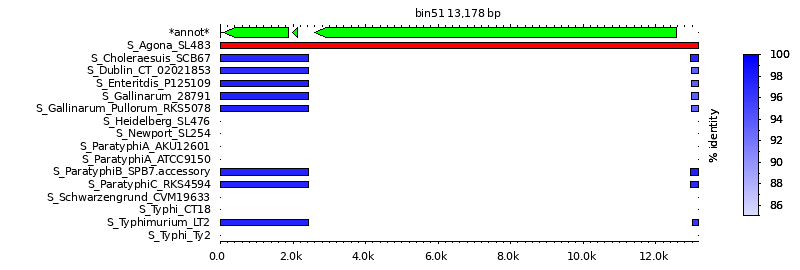 bin51 13,178 bp
*annot*
S_Agona_SL483
S_Choleraesuis_SCB67
S_Dublin_CT_02021853
S_Enteritdis_P125109
S_Gallinarum_28791
S_Gallinarum_Pullorum_RKS5078
S_Heidelberg_SL476
S_Newport_SL254
S_ParatyphiA_AKU12601
S_ParatyphiA_ATCC9150
S_ParatyphiB_SPB7.accessory
S_ParatyphiC_RKS4594
S_Schwarzengrund_CVM19633
S_Typhi_CT18
S_Typhimurium_LT2
S_Typhi_Ty2
0.0 2.0k 4.0k 6.0k 8.0k 10.0k 12.0k
% identity
100
98
96
94
92
90
88
86